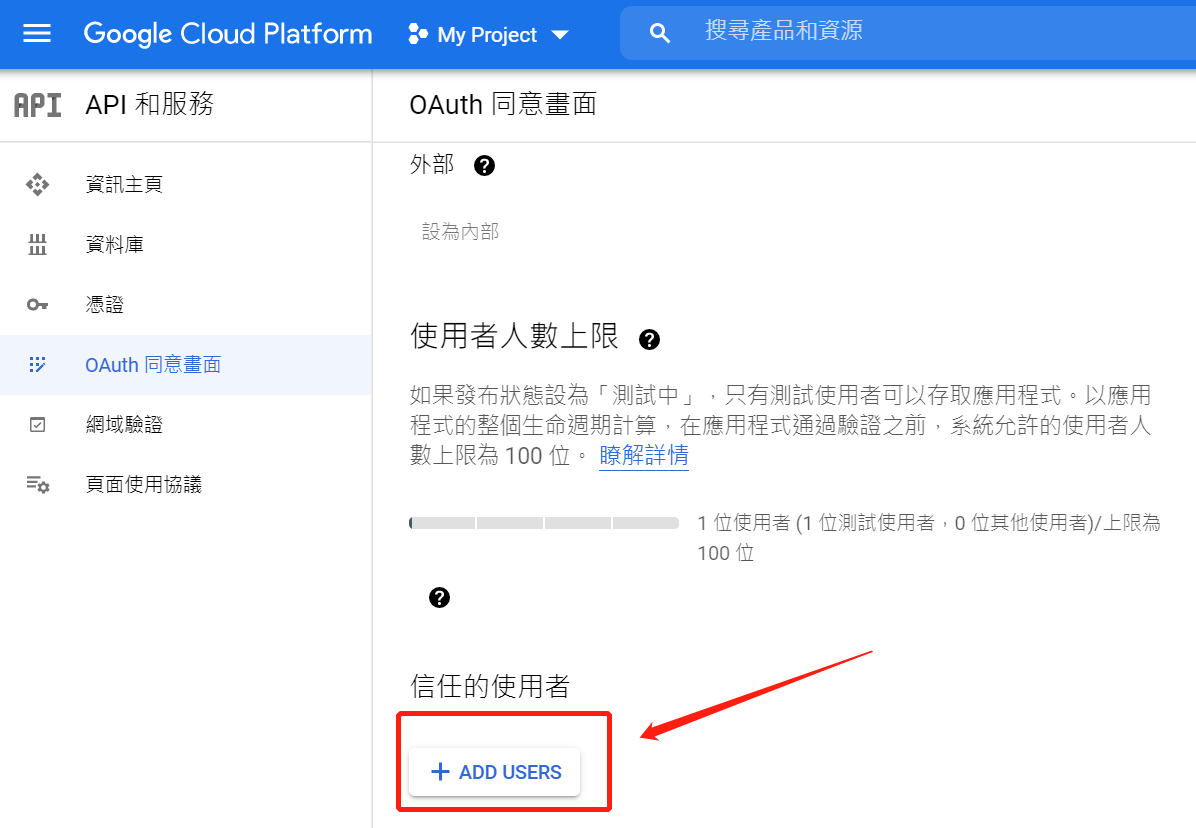 Google Cloud Platform
My Project
搜尋產品和資源
API
API 和服務
OAuth 同意畫面
資訊主頁
資料庫
憑證
OAuth 同意畫面
網域驗證
頁面使用協議
外部
設為內部
使用者人數上限
如果發布狀態設為「測試中」，只有測試使用者可以存取應用程式。以應用
程式的整個生命週期計算，在應用程式通過驗證之前，系統允許的使用者人
數上限為 100 位。 瞭解詳情
1 位使用者 (1 位測試使用者，0 位其他使用者)/上限為
100 位
信任的使用者
ADD USERS